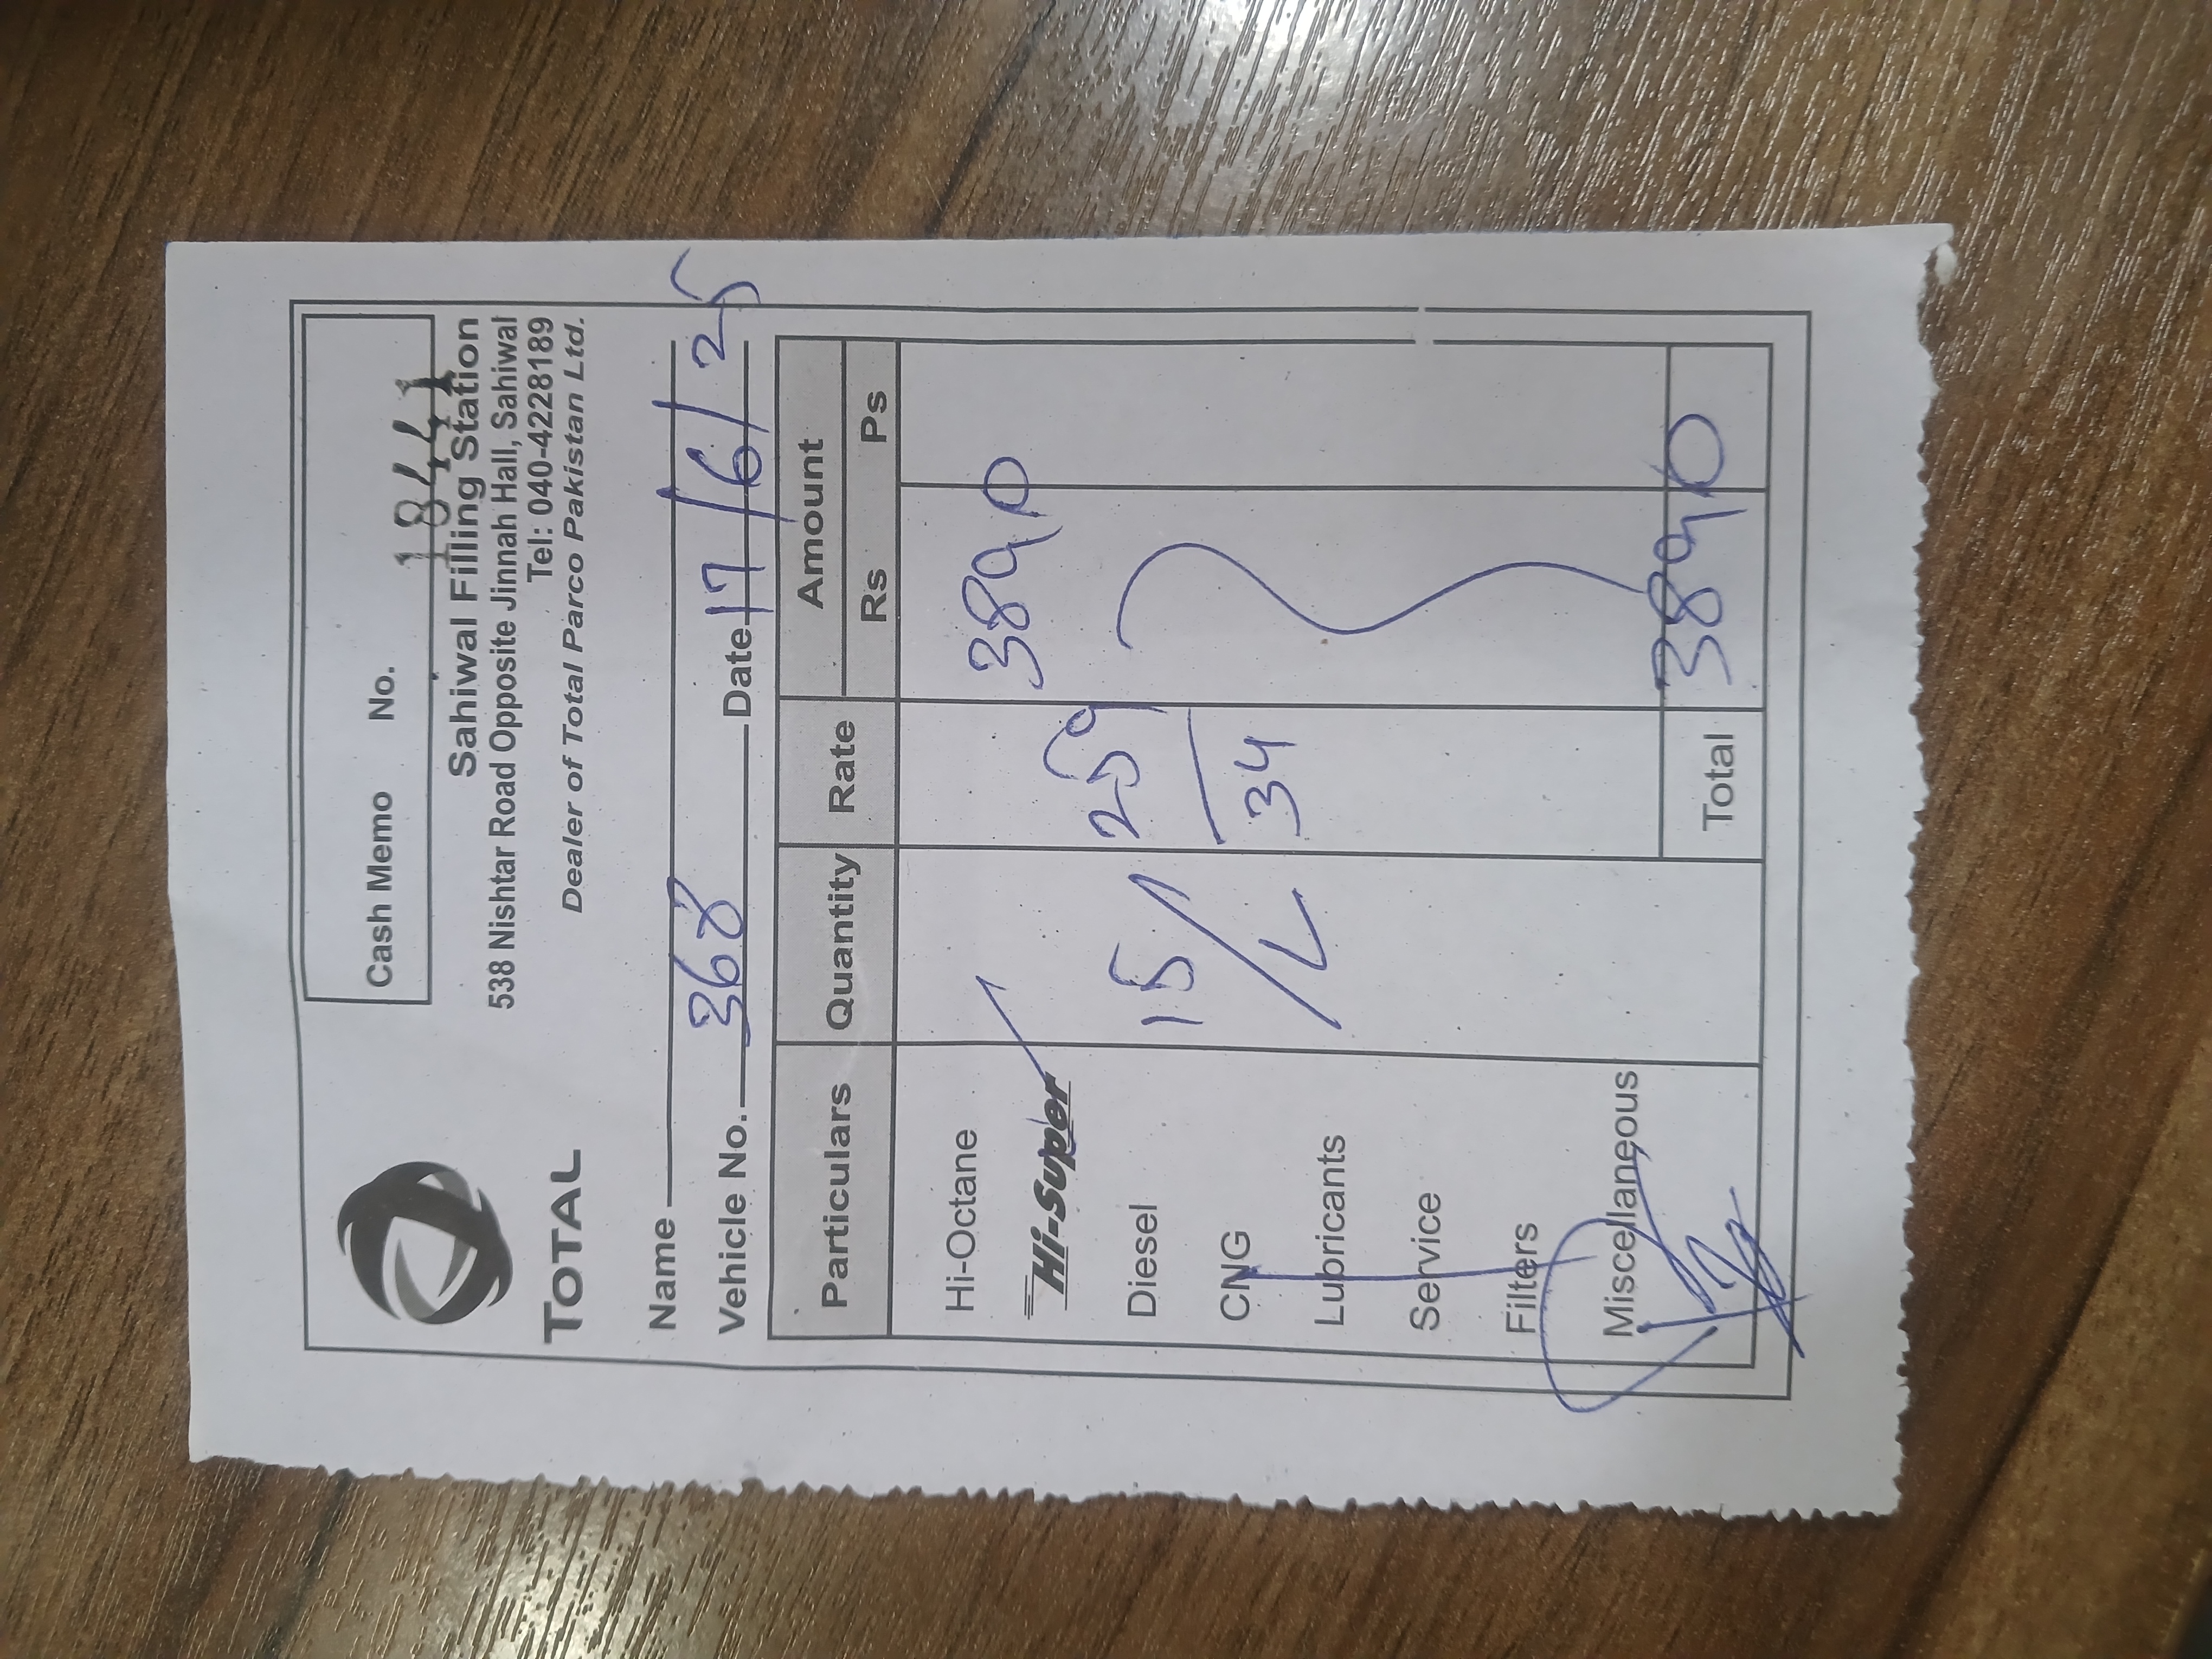 Cash Memo No. 18441
TOTAL
Sahiwal Filling Station
538 Nishtar Road Opposite Jinnah Hall, Sahiwal
Tel: 040-4228189
Dealer of Total Parco Pakistan Ltd.
Name
Vehicle No. 368 Date 17/6/25
Particulars Quantity Rate Amount
Rs Ps
Hi-Octane 3890
Hi-Super
259
Diesel 15
CNG 34
L
Lubricants
Service
Filters
Miscellaneous
Total 3890